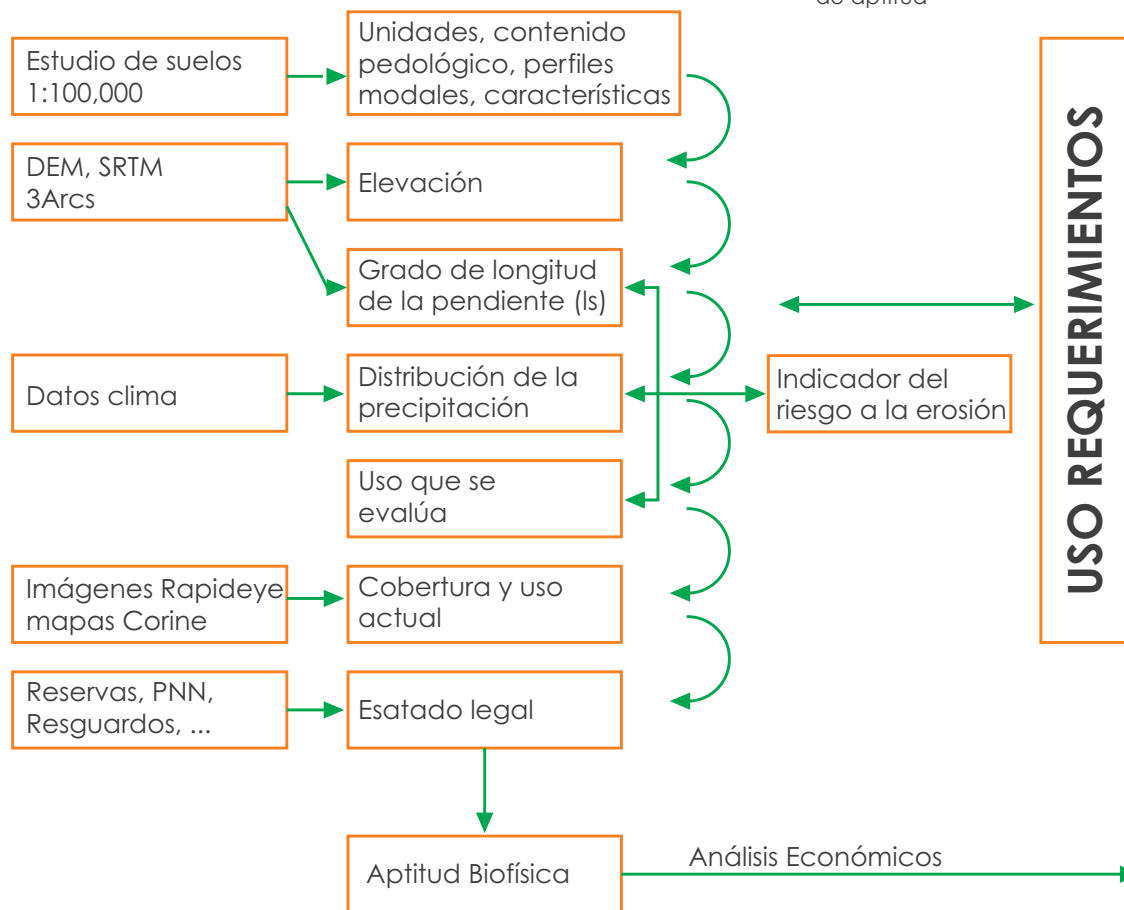 de aptitud
Estudio de suelos
1:100,000
Unidades, contenido
pedológico, perfiles
modales, características
DEM, SRTM
3Arcs
Elevación
Grado de longitud
de la pendiente (ls)
Datos clima
Distribución de la
precipitación
Indicador del
riesgo a la erosión
Uso que se
evalúa
Imágenes Rapideye
mapas Corine
Cobertura y uso
actual
Reservas, PNN,
Resguardos, ...
Esatado legal
Aptitud Biofísica
Análisis Económicos
USO REQUERIMIENTOS